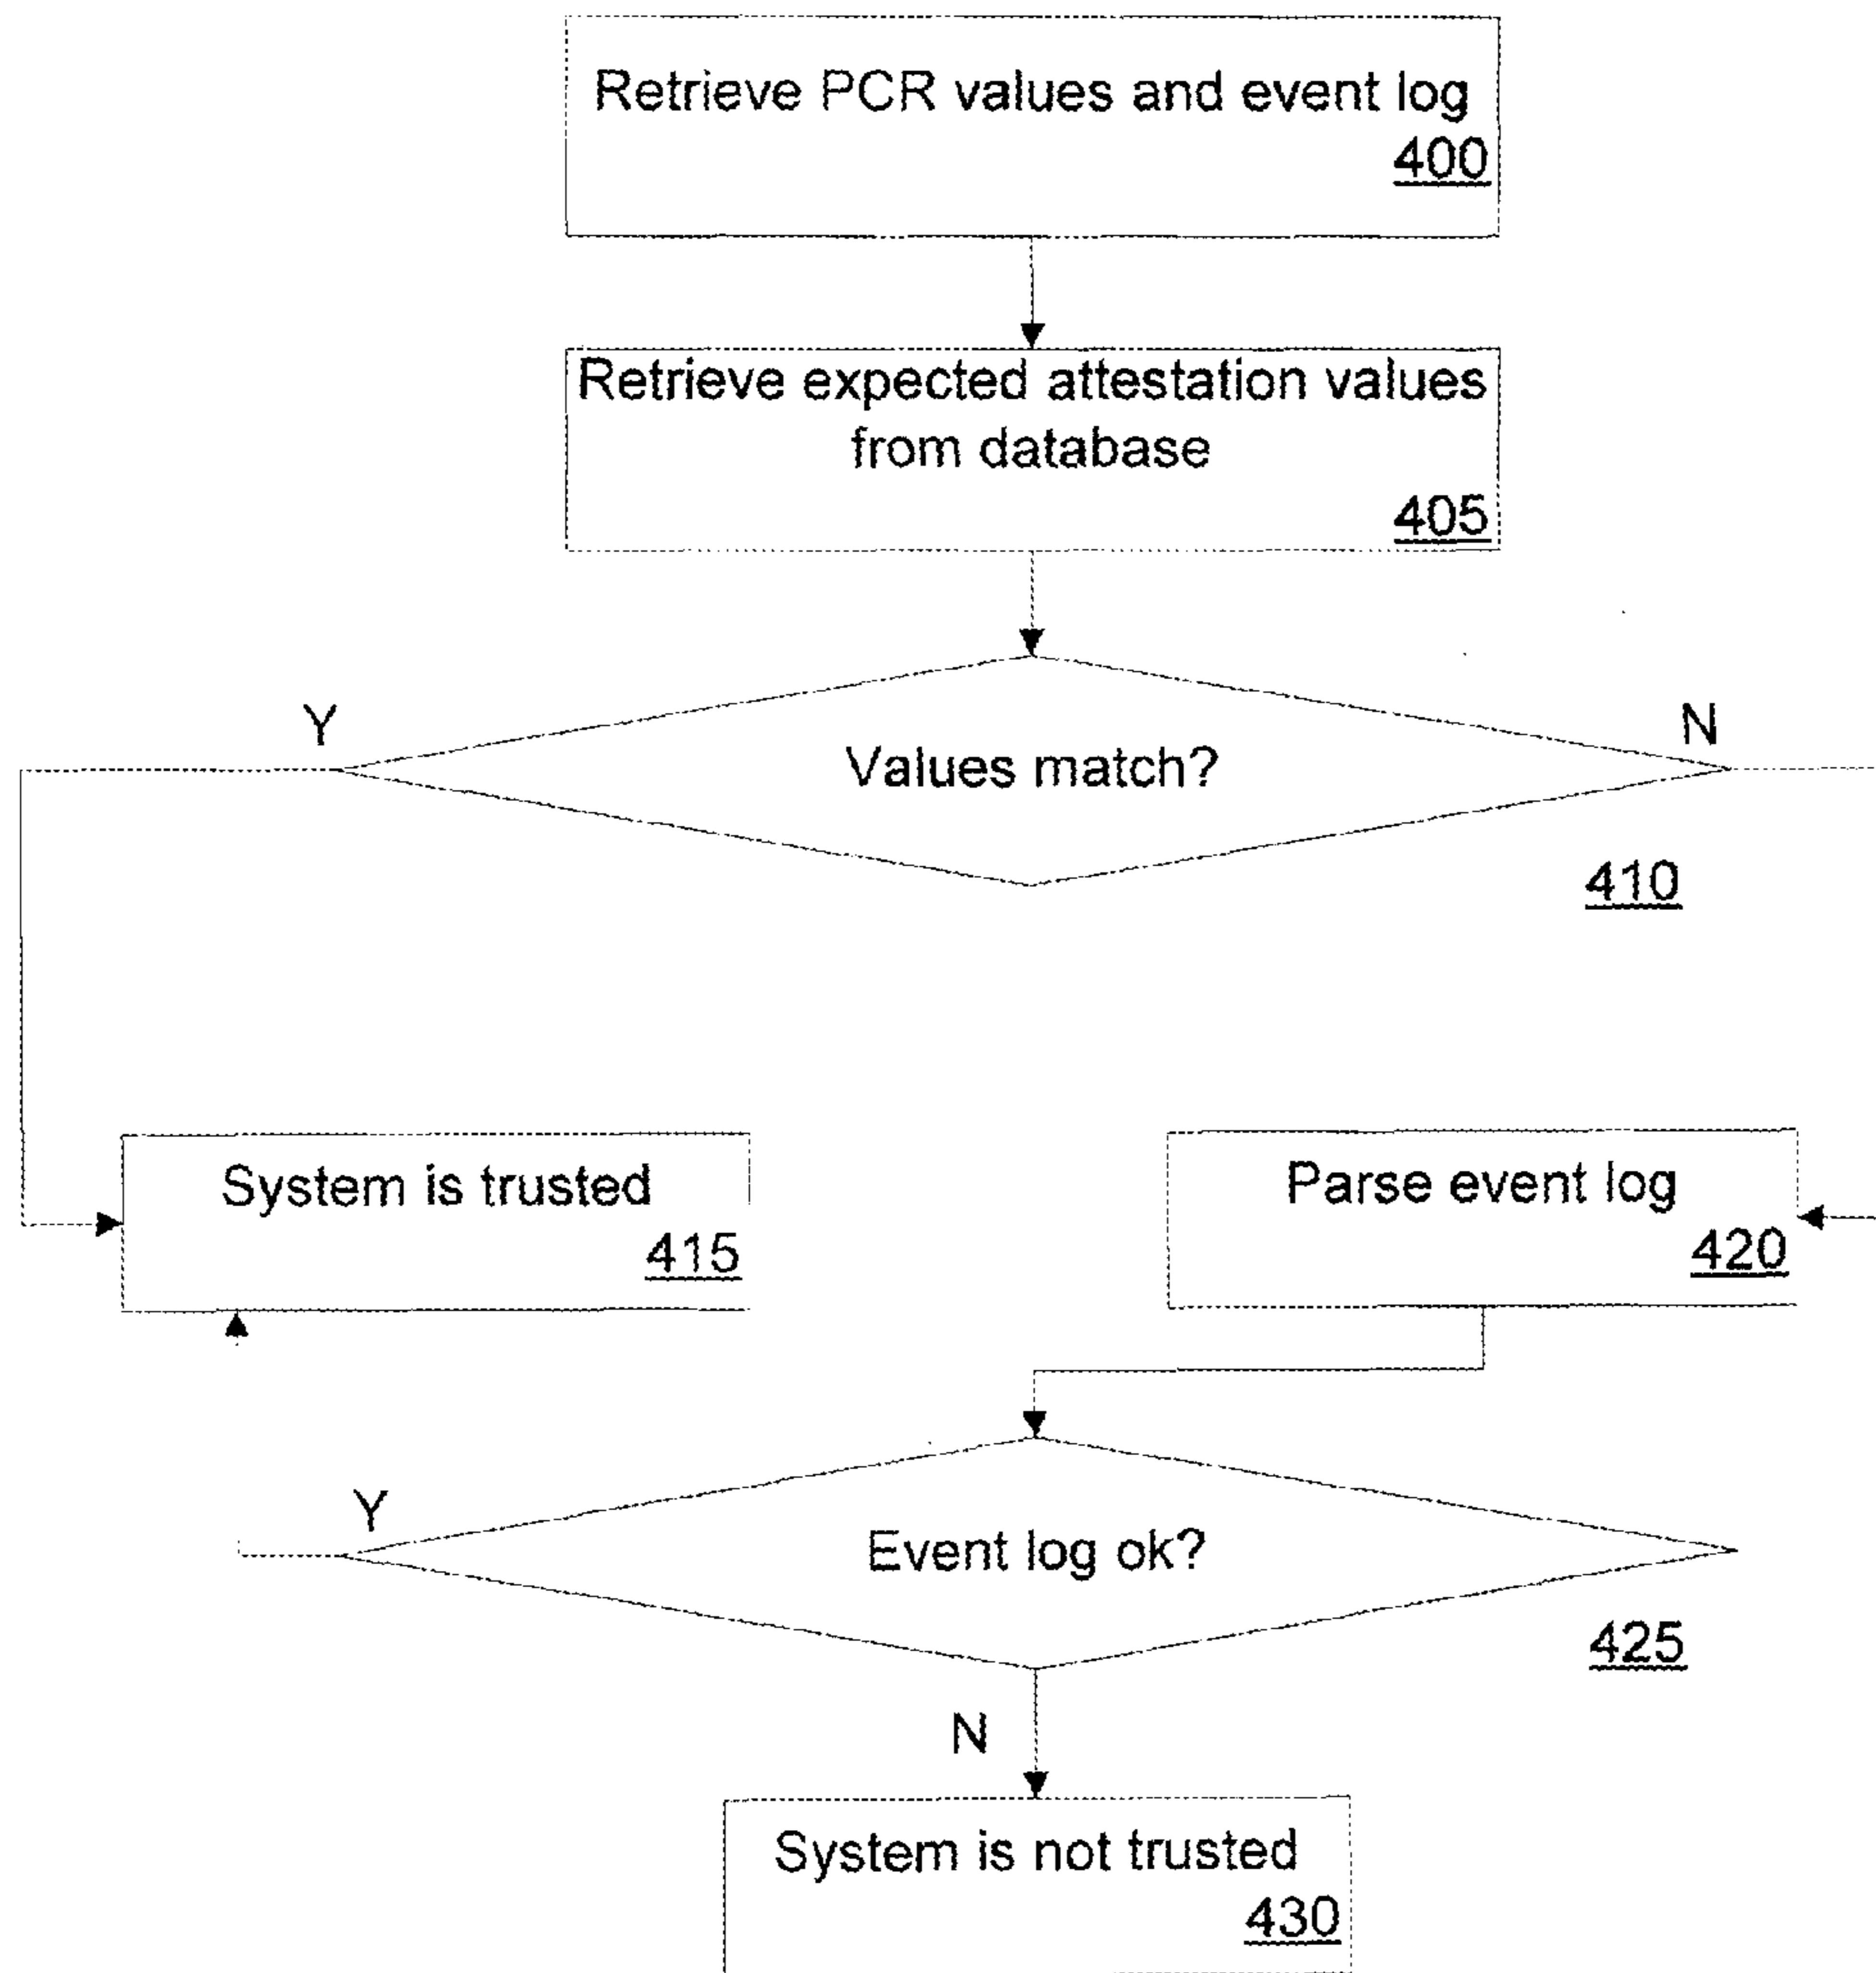 Retrieve PCR values and event log
400
Retrieve expected attestation values
from database
405
Y
N
Values match?
410
System is trusted
415
Parse event log
420
Y
Event log ok?
425
N
System is not trusted
430